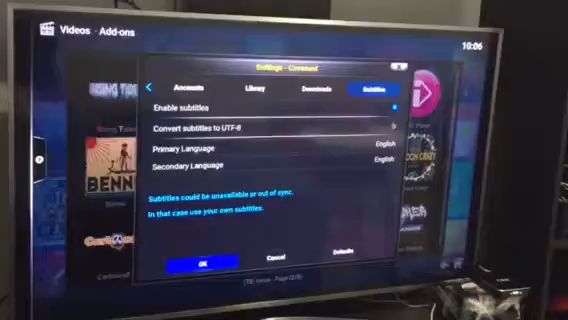 Videos · Add-ons
10:06
Settings - Covenant
Accounts Library Downloads Subtitles
Enable subtitles
Convert subtitles to UTF-8
Primary Language English
Secondary Language English
Subtitles could be unavailable or out of sync.
In that case use your own subtitles.
OK Cancel Defaults
BENN